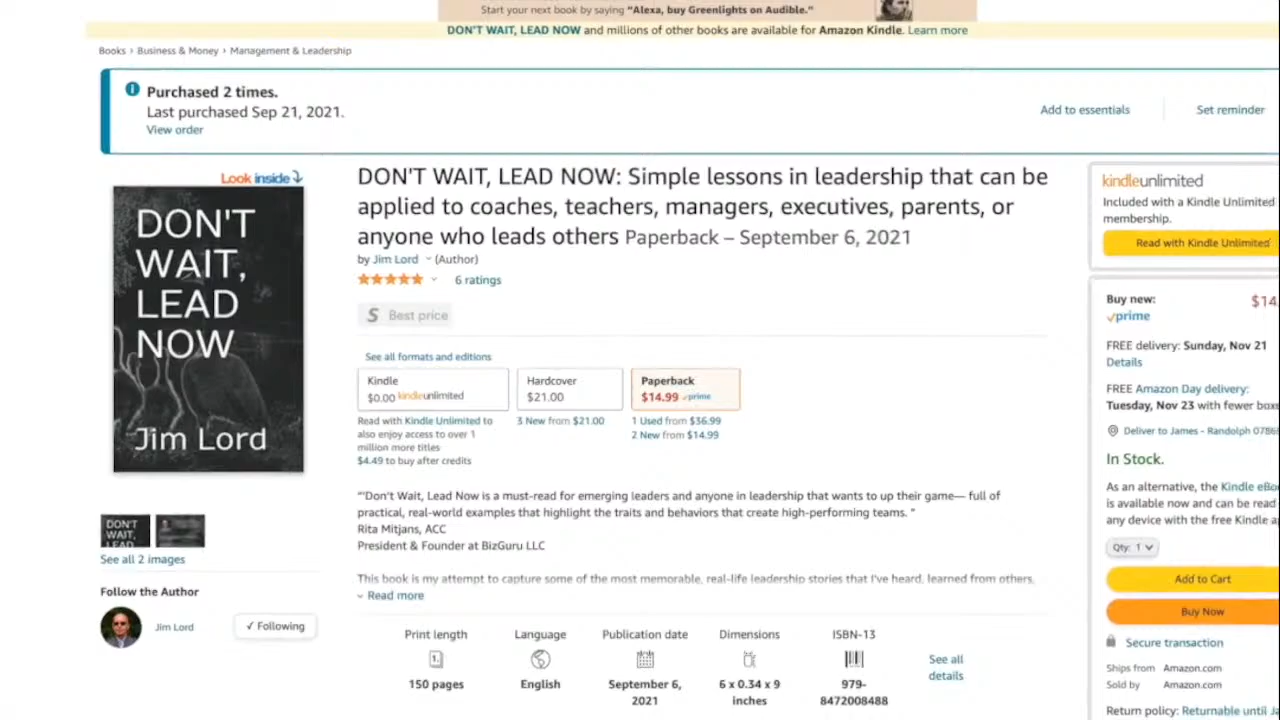 Start your next book by saying “Alexa, buy Greenlights on Audible.”
DON'T WAIT, LEAD NOW and millions of other books are available for Amazon Kindle. Learn more
Books › Business & Money › Management & Leadership
Purchased 2 times.
Last purchased Sep 21, 2021.
View order
Add to essentials
Set reminder
Look inside
DON'T
WAIT,
LEAD
NOW
Jim Lord
DON'T
WAIT,
LEAD
See all 2 images
Follow the Author
Jim Lord
✓ Following
DON'T WAIT, LEAD NOW: Simple lessons in leadership that can be
applied to coaches, teachers, managers, executives, parents, or
anyone who leads others Paperback – September 6, 2021
by Jim Lord (Author)
6 ratings
S Best price
See all formats and editions
Kindle
$0.00 kindleunlimited
Read with Kindle Unlimited to
also enjoy access to over 1
million more titles
$4.49 to buy after credits
Hardcover
$21.00
3 New from $21.00
Paperback
$14.99 prime
1 Used from $36.99
2 New from $14.99
“'Don't Wait, Lead Now is a must-read for emerging leaders and anyone in leadership that wants to up their game— full of
practical, real-world examples that highlight the traits and behaviors that create high-performing teams. ”
Rita Mitjans, ACC
President & Founder at BizGuru LLC
This book is my attempt to capture some of the most memorable, real-life leadership stories that I've heard, learned from others,
Read more
Print length
150 pages
Language
English
Publication date
September 6,
2021
Dimensions
6 x 0.34 x 9
inches
ISBN-13
979-
8472008488
See all
details
kindleunlimited
Included with a Kindle Unlimited
membership.
Read with Kindle Unlimited
Buy new:
$14.
prime
FREE delivery: Sunday, Nov 21
Details
FREE Amazon Day delivery:
Tuesday, Nov 23 with fewer
Deliver to James - Randolph
In Stock.
As an alternative, the Kindle
is available now and can be read
any device with the free Kindle
Qty: 1
Add to Cart
Buy Now
Secure transaction
Ships from Amazon.com
Sold by Amazon.com
Return policy: Returnable until